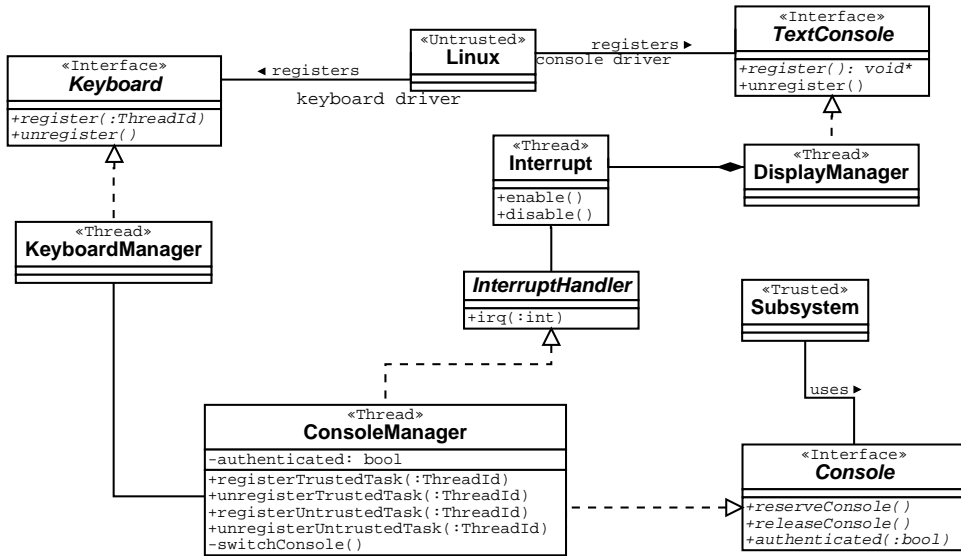 «Interface»
Keyboard
+register(:ThreadId)
+unregister()
◄ registers
keyboard driver
«Untrusted»
Linux
registers ►
console driver
«Interface»
TextConsole
+register(): void*
+unregister()
«Thread»
Interrupt
+enable()
+disable()
«Thread»
DisplayManager
«Thread»
KeyboardManager
InterruptHandler
+irq(:int)
«Trusted»
Subsystem
uses ►
«Thread»
ConsoleManager
-authenticated: bool
+registerTrustedTask(:ThreadId)
+unregisterTrustedTask(:ThreadId)
+registerUntrustedTask(:ThreadId)
+unregisterUntrustedTask(:ThreadId)
-switchConsole()
«Interface»
Console
+reserveConsole()
+releaseConsole()
+authenticated(:bool)